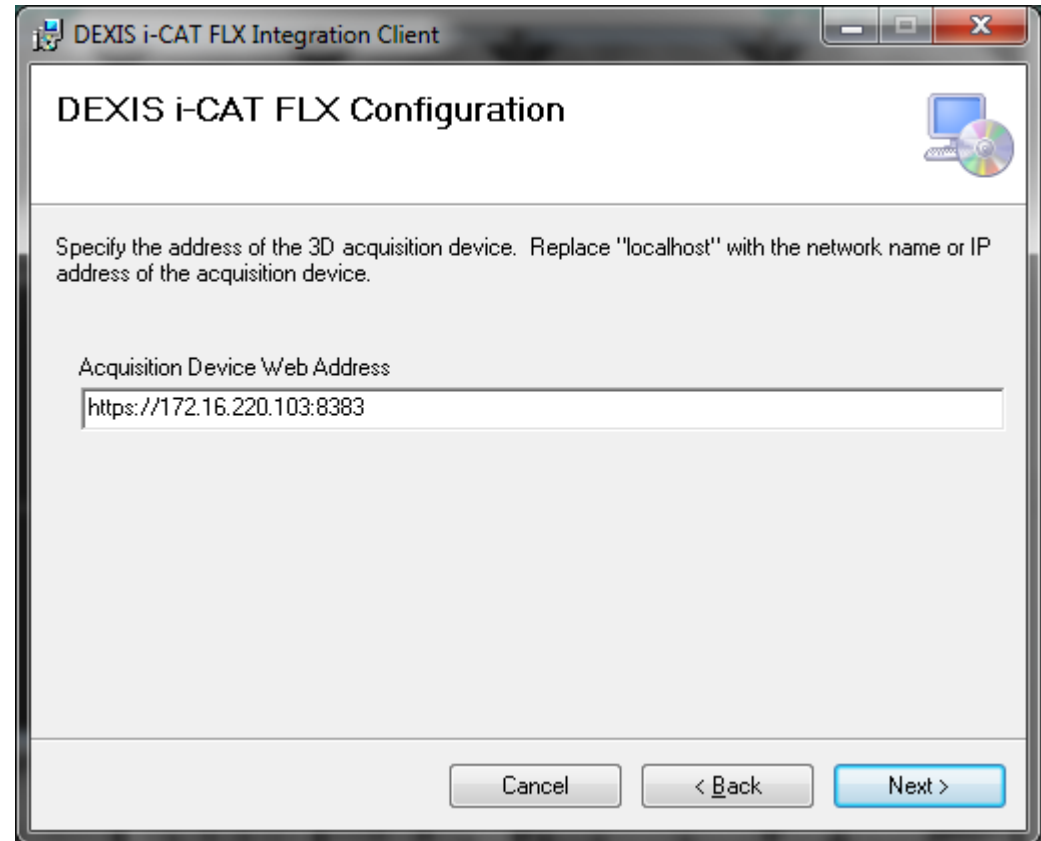 DEXIS i-CAT FLX Integration Client
DEXIS i-CAT FLX Configuration
Specify the address of the 3D acquisition device.  Replace "localhost" with the network name or IP
address of the acquisition device.
Acquisition Device Web Address
https://172.16.220.103:8383
Cancel
< Back
Next >